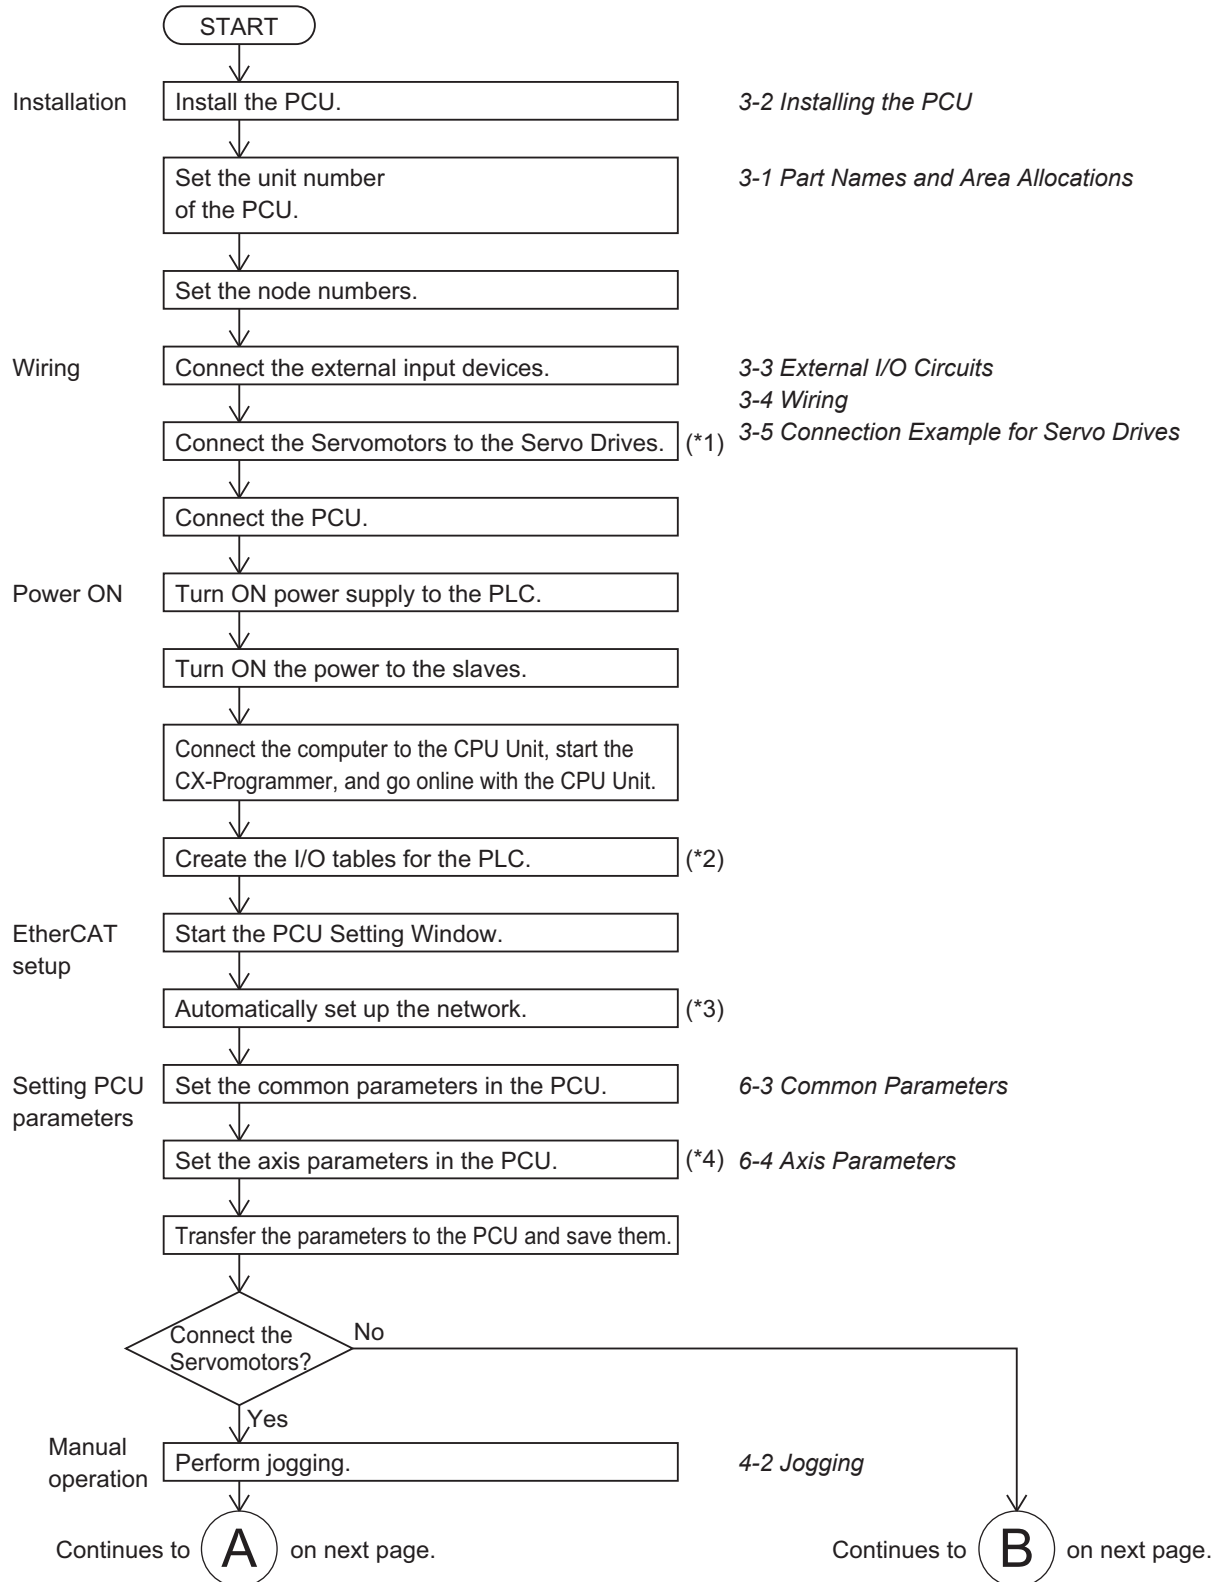 START
Installation
Install the PCU.
3-2 Installing the PCU
Set the unit number
of the PCU.
3-1 Part Names and Area Allocations
Set the node numbers.
Wiring
Connect the external input devices.
3-3 External I/O Circuits
3-4 Wiring
Connect the Servomotors to the Servo Drives.
(*1)
3-5 Connection Example for Servo Drives
Connect the PCU.
Power ON
Turn ON power supply to the PLC.
Turn ON the power to the slaves.
Connect the computer to the CPU Unit, start the
CX-Programmer, and go online with the CPU Unit.
Create the I/O tables for the PLC.
(*2)
EtherCAT
setup
Start the PCU Setting Window.
Automatically set up the network.
(*3)
Setting PCU
parameters
Set the common parameters in the PCU.
6-3 Common Parameters
Set the axis parameters in the PCU.
(*4)
6-4 Axis Parameters
Transfer the parameters to the PCU and save them.
Connect the
Servomotors?
No
Yes
Manual
operation
Perform jogging.
4-2 Jogging
Continues to A on next page.
Continues to B on next page.